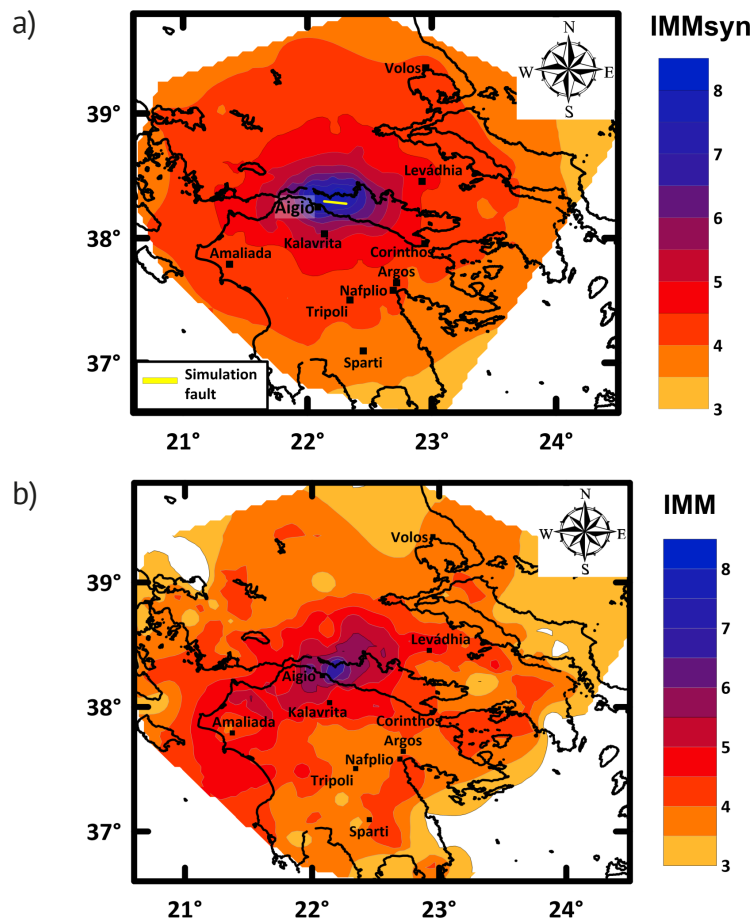 a)
IMMsyn
N
W E
S
Volos
39°
8
7
Levádhia
6
Aigio
38°
Kalavrita
Corinthos
Amaliada
Argos
5
Nafplio
Tripoli
4
37°
Sparti
Simulation
fault
3
21° 22° 23° 24°
b)
IMM
N
W E
S
Volos
39°
8
7
Levádhia
6
Aigio
38°
Kalavrita
Corinthos
Amaliada
Argos
5
Nafplio
Tripoli
4
37°
Sparti
3
21° 22° 23° 24°